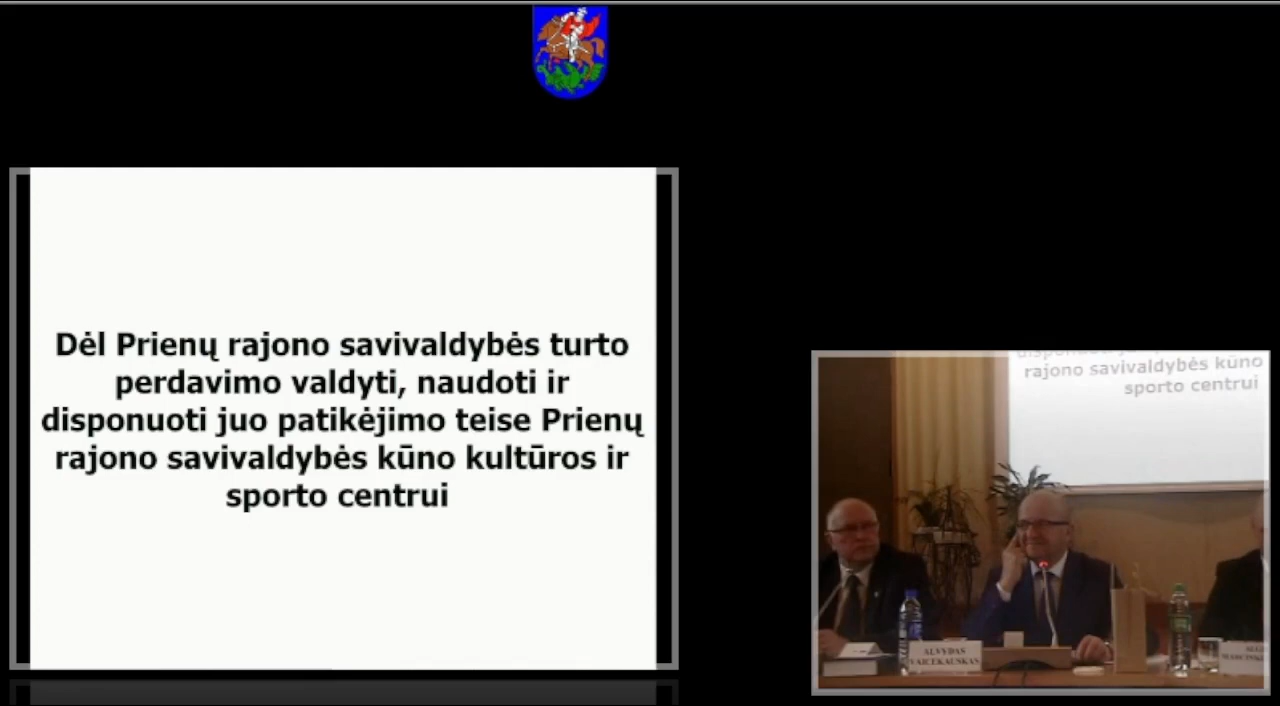 Dėl Prienų rajono savivaldybės turto
perdavimo valdyti, naudoti ir
disponuoti juo patikėjimo teise Prienų
rajono savivaldybės kūno kultūros ir
sporto centrui
rajono savivaldybės kūno
sporto centrui
ALVYDAS
VAICEKAUSKAS